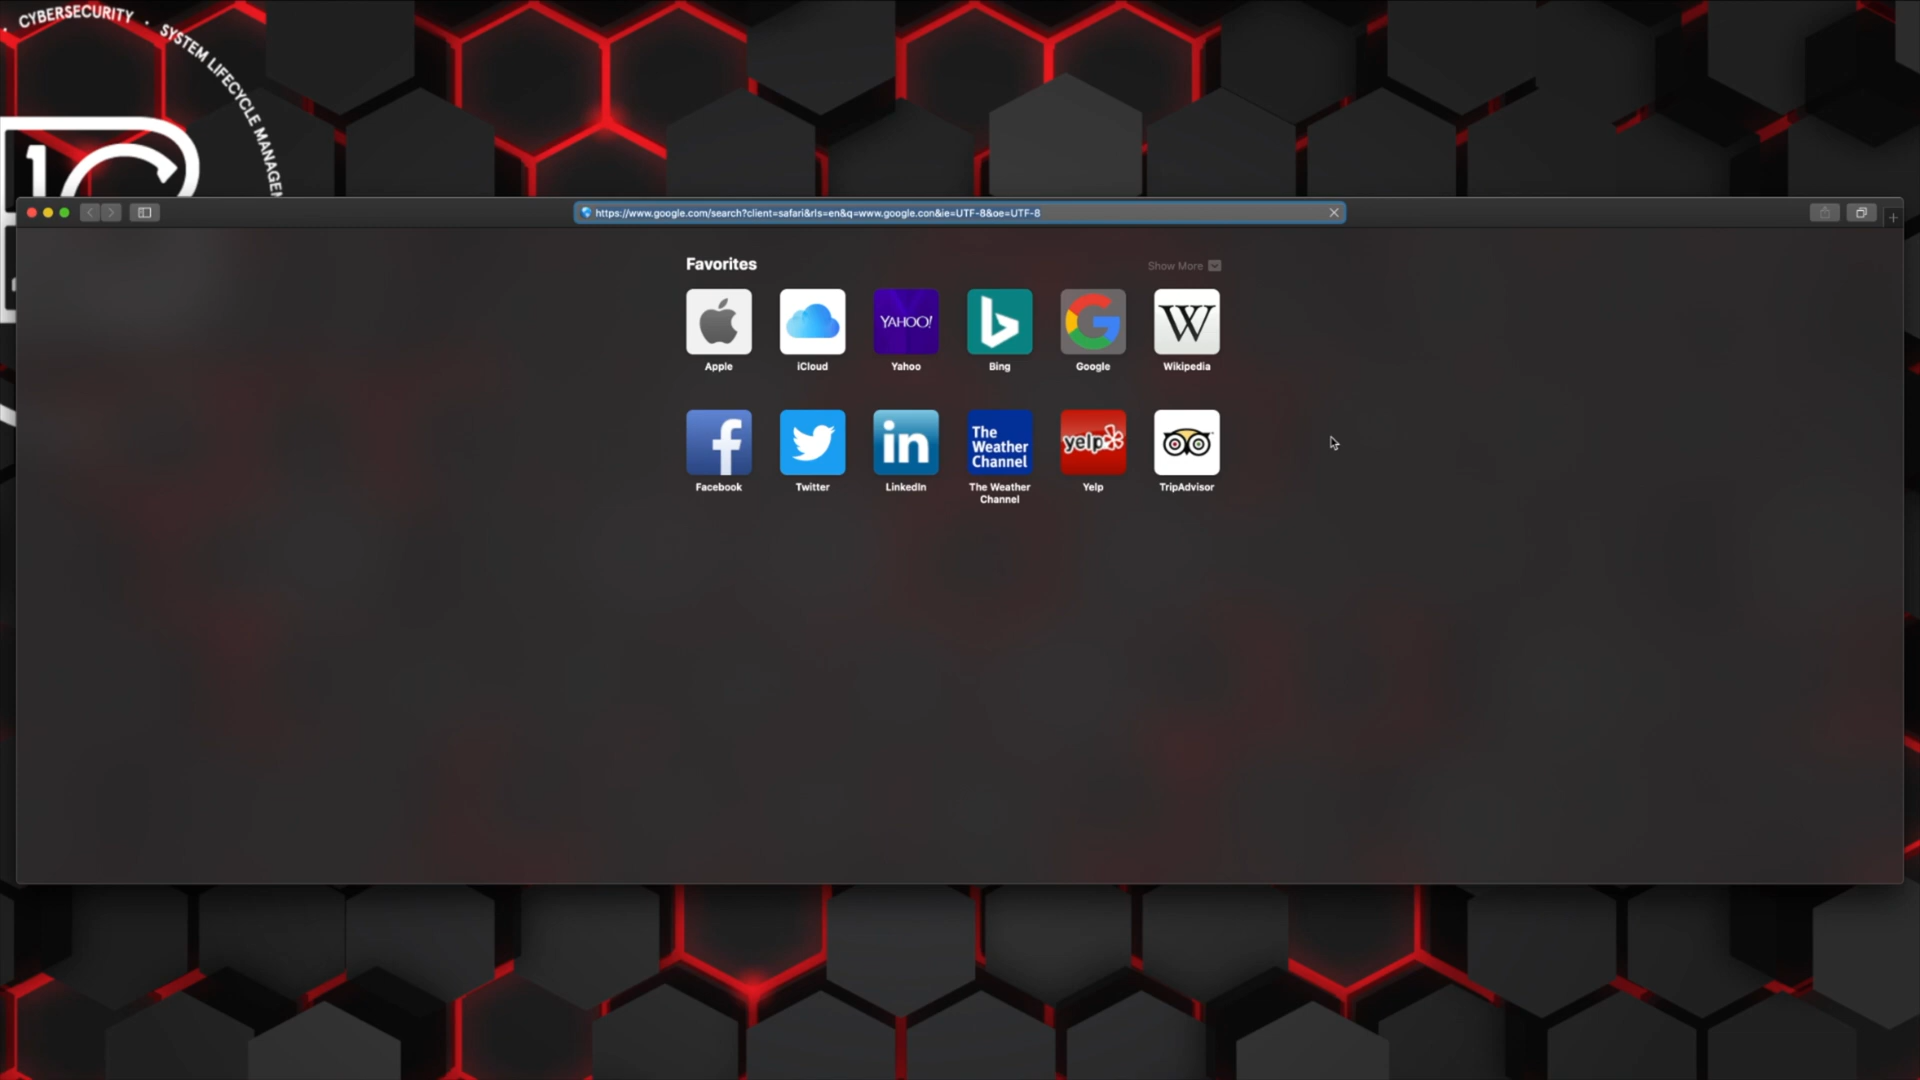 CYBERSECURITY · SYSTEM LIFECYCLE MANAGEM
https://www.google.com/search?client=safari&rls=en&q=www.google.con&ie=UTF-8&oe=UTF-8
Favorites
Show More
YAHOO!
W
Apple
iCloud
Yahoo
Bing
Google
Wikipedia
in
The
Weather
Channel
yelp
Facebook
Twitter
LinkedIn
The Weather
Channel
Yelp
TripAdvisor